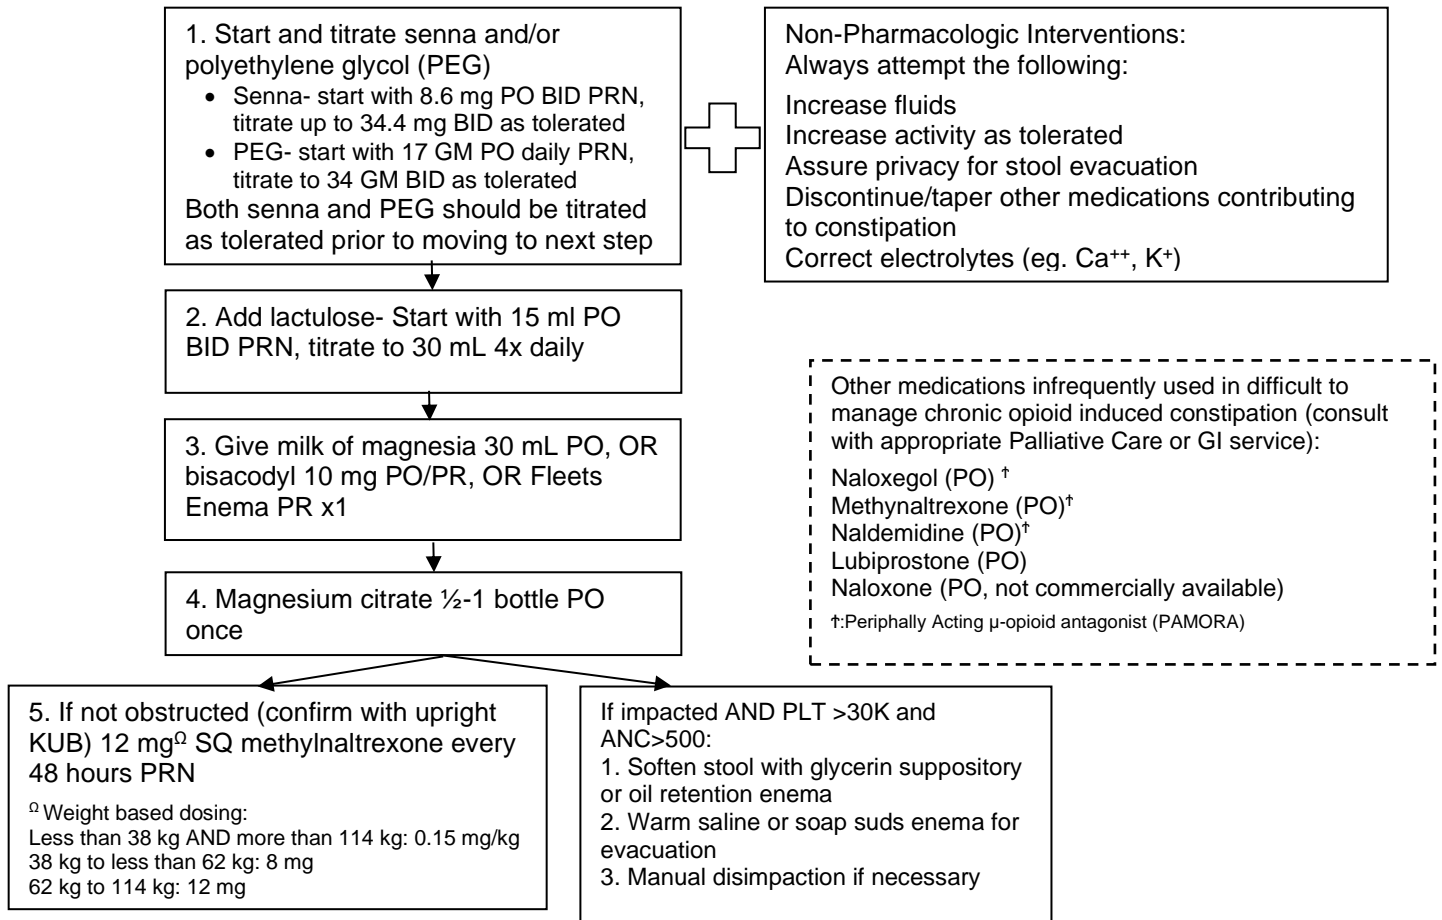 1. Start and titrate senna and/or
polyethylene glycol (PEG)
• Senna- start with 8.6 mg PO BID PRN,
titrate up to 34.4 mg BID as tolerated
• PEG- start with 17 GM PO daily PRN,
titrate to 34 GM BID as tolerated
Both senna and PEG should be titrated
as tolerated prior to moving to next step
Non-Pharmacologic Interventions:
Always attempt the following:
Increase fluids
Increase activity as tolerated
Assure privacy for stool evacuation
Discontinue/taper other medications contributing
to constipation
Correct electrolytes (eg. Ca⁺⁺, K⁺)
2. Add lactulose- Start with 15 ml PO
BID PRN, titrate to 30 mL 4x daily
3. Give milk of magnesia 30 mL PO, OR
bisacodyl 10 mg PO/PR, OR Fleets
Enema PR x1
4. Magnesium citrate ½-1 bottle PO
once
Other medications infrequently used in difficult to
manage chronic opioid induced constipation (consult
with appropriate Palliative Care or GI service):
Naloxegol (PO) †
Methynaltrexone (PO)†
Naldemidine (PO)†
Lubiprostone (PO)
Naloxone (PO, not commercially available)
†:Periphally Acting µ-opioid antagonist (PAMORA)
5. If not obstructed (confirm with upright
KUB) 12 mgΩ SQ methylnaltrexone every
48 hours PRN
Ω Weight based dosing:
Less than 38 kg AND more than 114 kg: 0.15 mg/kg
38 kg to less than 62 kg: 8 mg
62 kg to 114 kg: 12 mg
If impacted AND PLT >30K and
ANC>500:
1. Soften stool with glycerin suppository
or oil retention enema
2. Warm saline or soap suds enema for
evacuation
3. Manual disimpaction if necessary